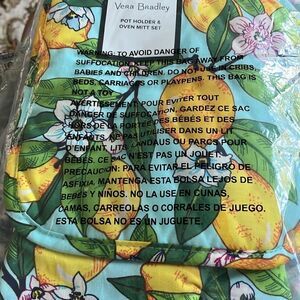 Vera Bradley
POT HOLDER &
OVEN MITT SET
WARNING: TO AVOID DANGER OF
SUFFOCATION, KEEP THIS BAG AWAY FROM
BABIES AND CHILDREN. DO NOT USE IN CRIBS,
BEDS, CARRIAGES OR PLAYPENS. THIS BAG IS
NOT A TOY.
AVERTISSEMENT: POUR ÉVITER TOUT
DANGER DE SUFFOCATION, GARDEZ CE SAC
HORS DE LA PORTÉE DES BÉBÉS ET DES
ENFANTS. NE PAS UTILISER DANS UN LIT
D'ENFANT, LITS, LANDAUS OU PARCS POUR
BÉBÉS. CE SAC N'EST PAS UN JOUET.
PRECAUCION: PARA EVITAR EL PELIGRO DE
ASFIXIA, MANTENGA ESTA BOLSA LEJOS DE
BEBÉS Y NIÑOS. NO LA USE EN CUNAS,
CAMAS, CARREOLAS O CORRALES DE JUEGO.
ESTA BOLSA NO ES UN JUGUETE.